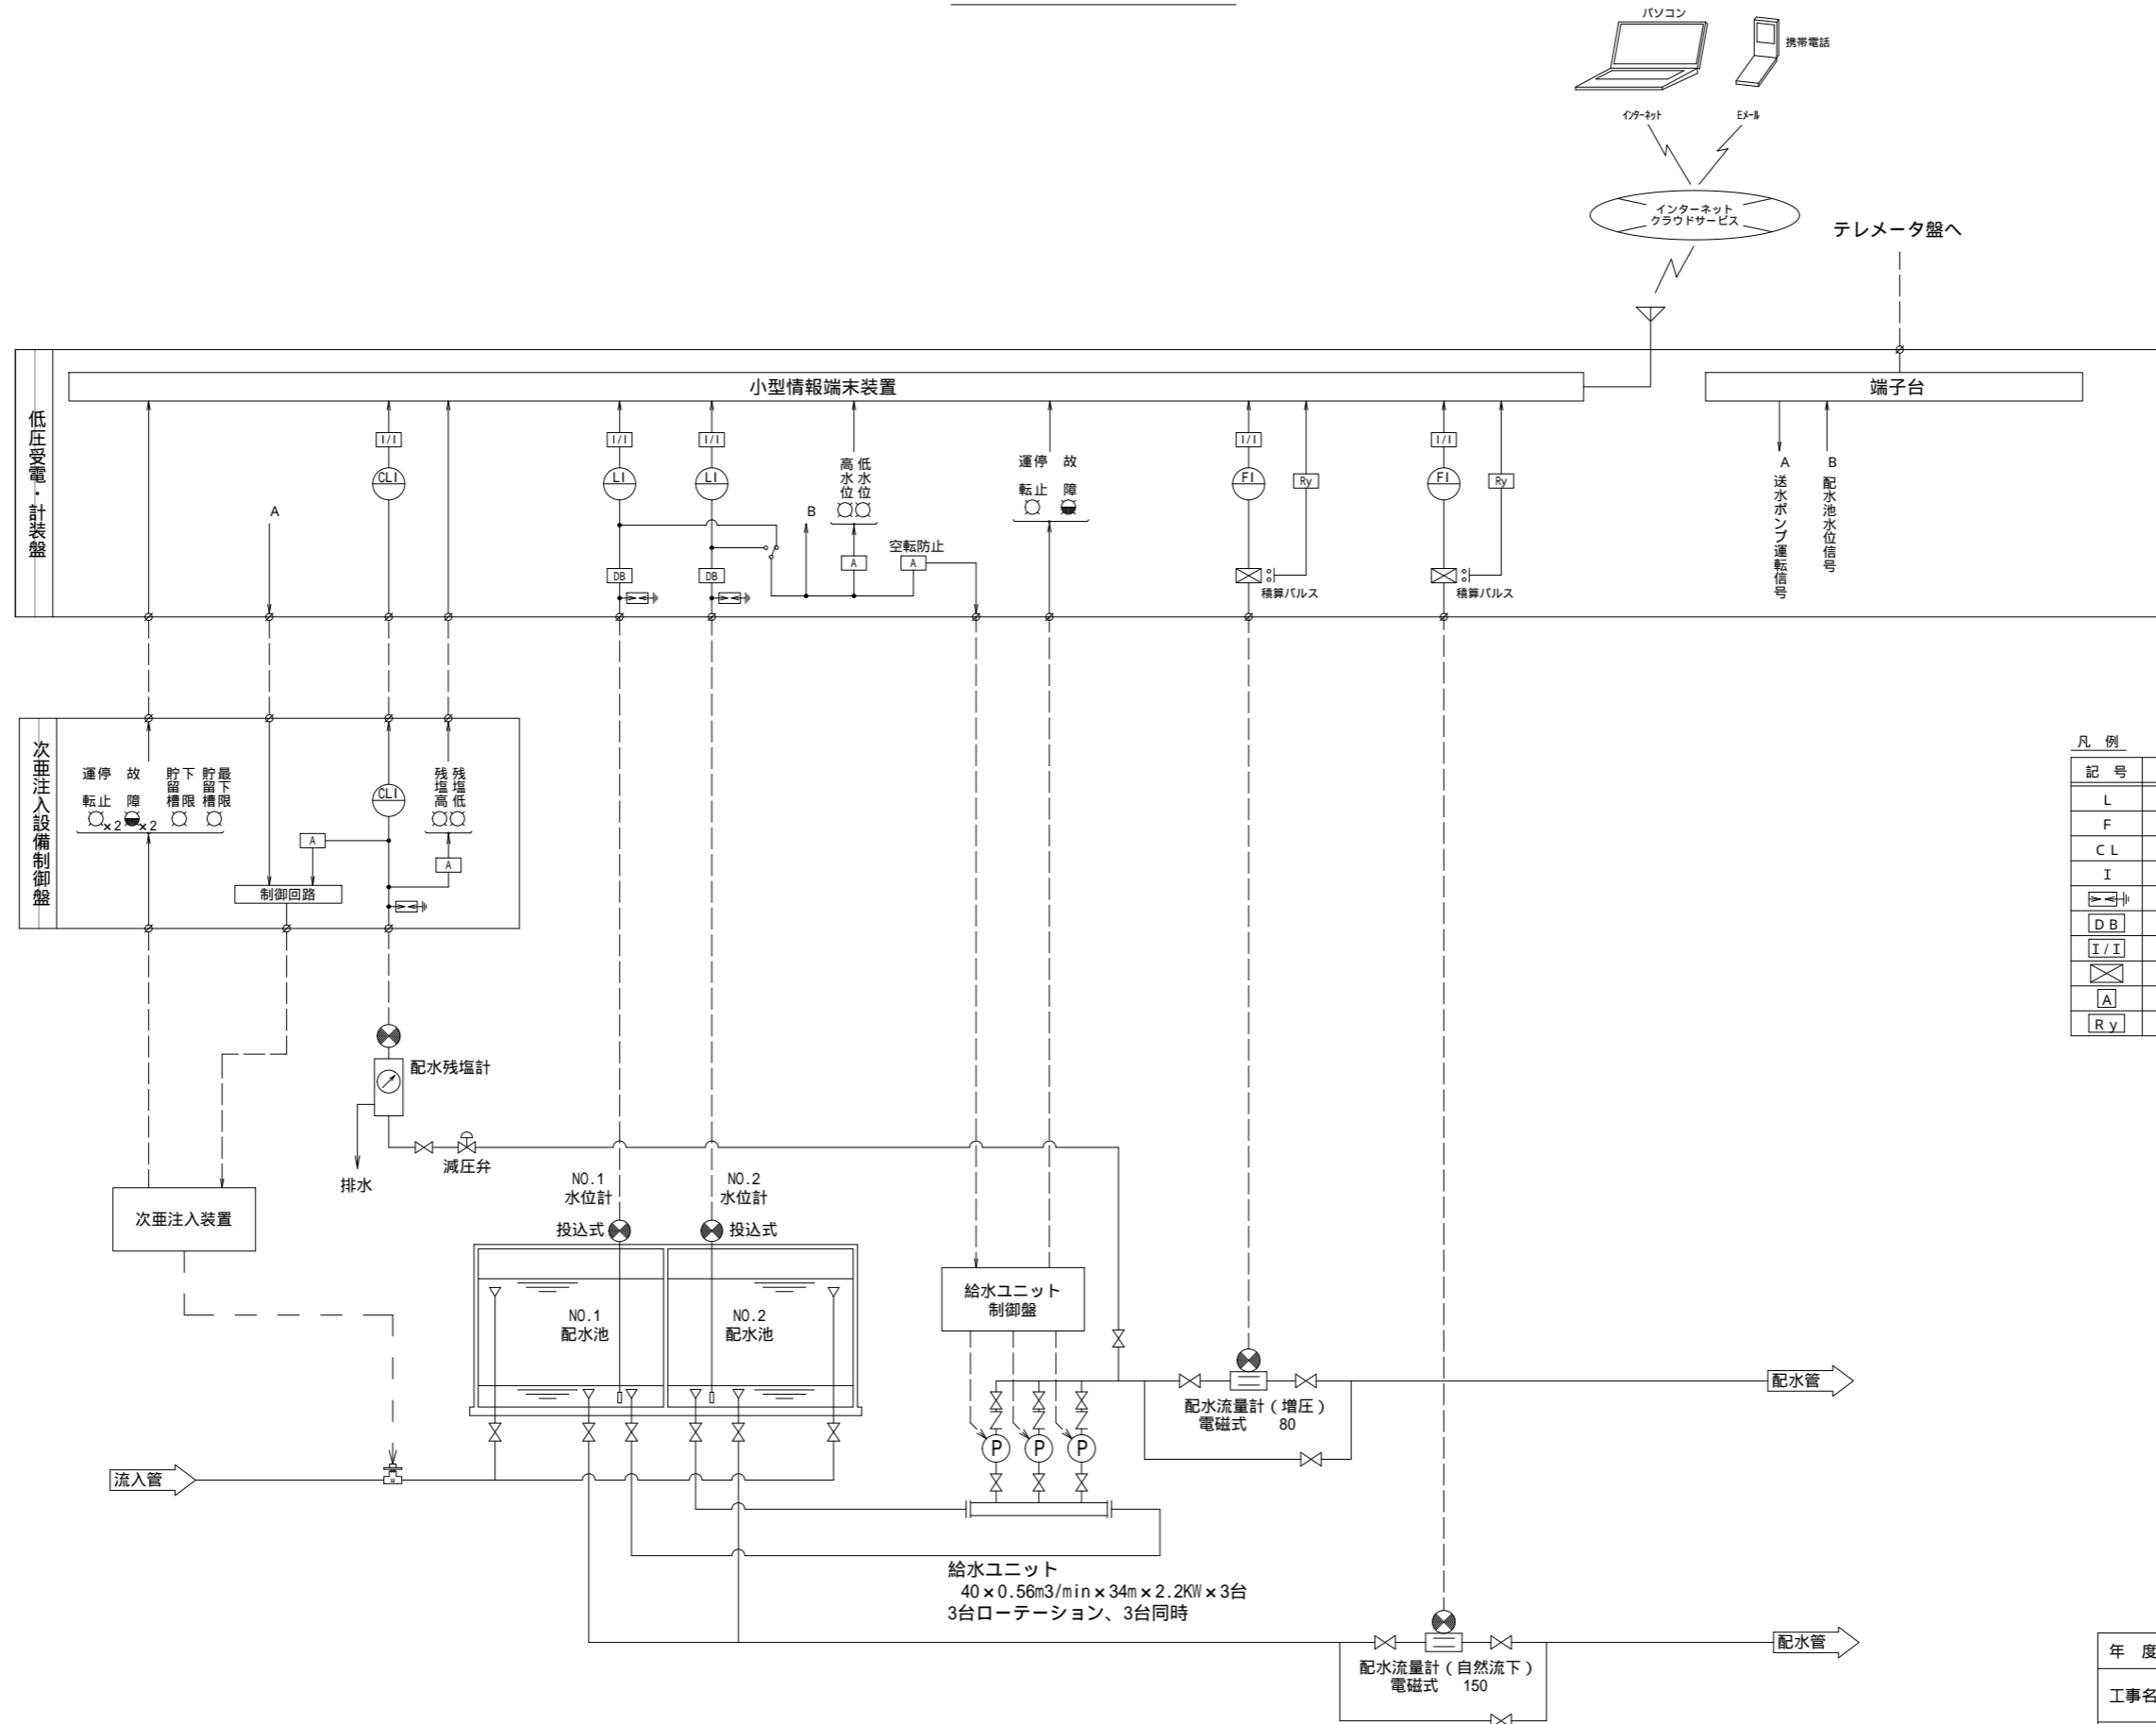 パソコン
携帯電話
インターネット
Eメール
インターネット
クラウドサービス
テレメータ盤へ
小型情報端末装置
端子台
低圧受電・計装盤
I/I
I/I
I/I
I/I
I/I
CLI
LI
LI
FI
FI
Ry
Ry
高水位
低水位
運転
停止
故障
A
B
A
空転防止
A
DB
DB
積算パルス
積算パルス
A 送水ポンプ運転信号
B 配水池水位信号
次亜注入設備制御盤
運転
停止
×2
故障
×2
貯留槽下限
貯留槽最下限
CLI
残塩高
残塩低
A
A
制御回路
凡 例
記 号
L
F
C L
I
D B
I / I
A
R y
配水残塩計
減圧弁
排水
次亜注入装置
NO.1
水位計
投込式
NO.2
水位計
投込式
NO.1
配水池
NO.2
配水池
給水ユニット
制御盤
P
P
P
配水流量計(増圧)
電磁式 80
配水管
流入管
給水ユニット
40×0.56m3/min×34m×2.2KW×3台
3台ローテーション、3台同時
配水流量計(自然流下)
電磁式 150
配水管
年 度
工事名